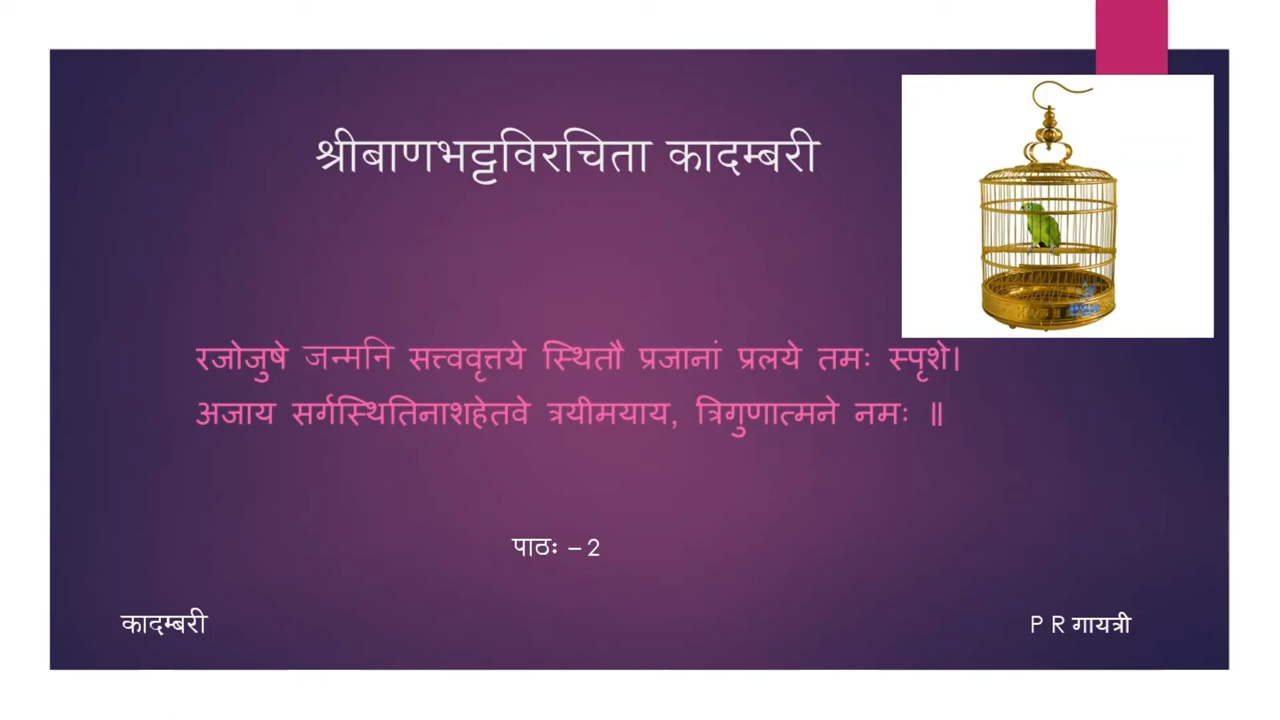 श्रीबाणभट्टविरचिता कादम्बरी
रजोजुषे जन्मनि सत्त्ववृत्तये स्थितौ प्रजानां प्रलये तमः स्पृशे।
अजाय सर्गस्थितिनाशहेतवे त्रयीमयाय, त्रिगुणात्मने नमः ॥
पाठः – 2
कादम्बरी
P R गायत्री